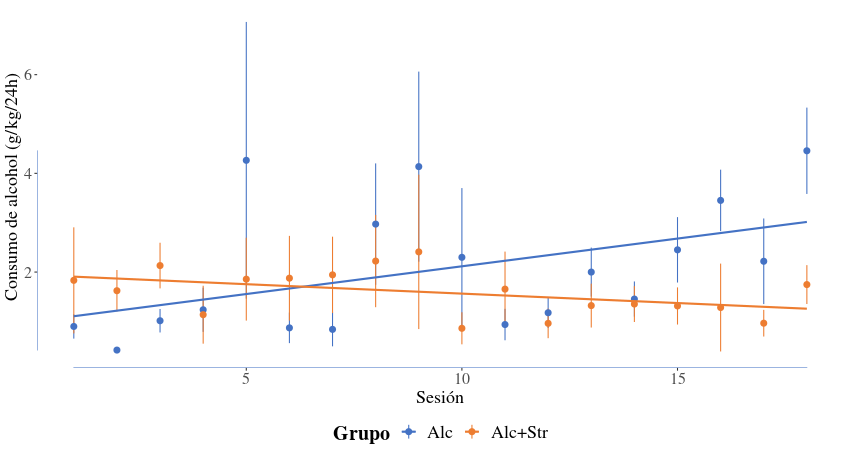 Consumo de alcohol (g/kg/24h)
6
4
2
5 10 15
Sesión
Grupo Alc Alc+Str